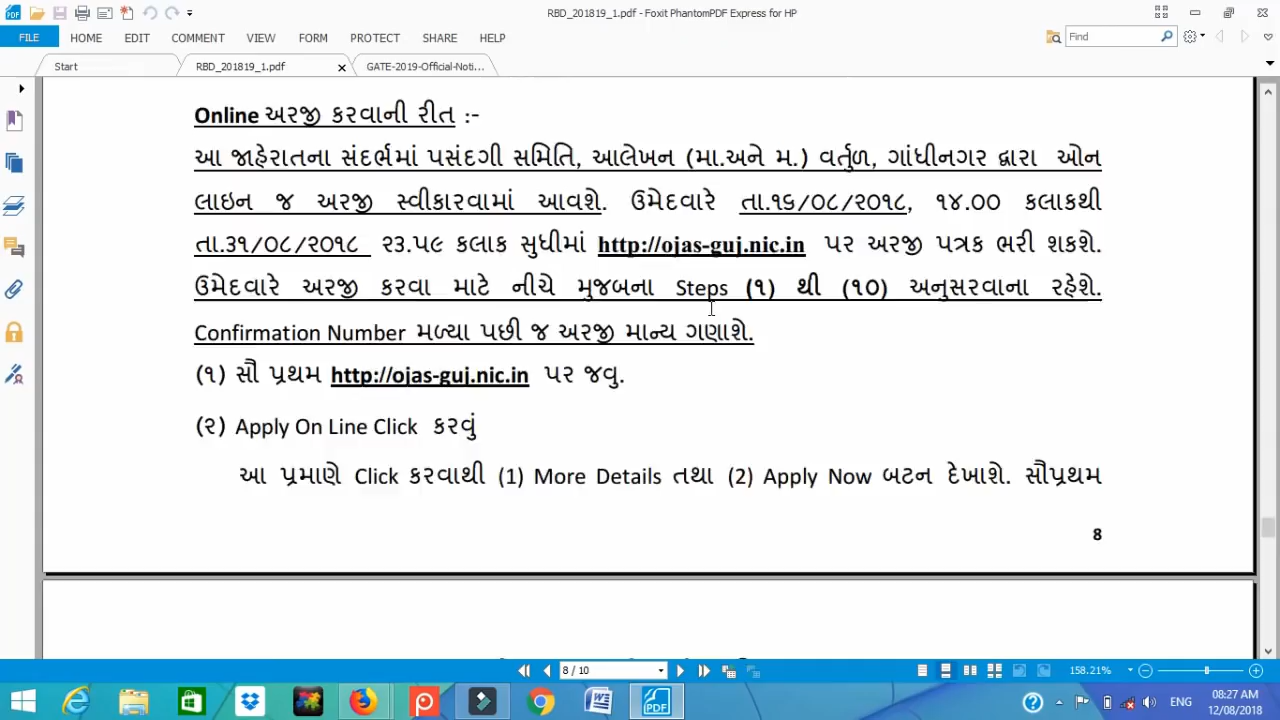 RBD_201819_1.pdf - Foxit PhantomPDF Express for HP
FILE HOME EDIT COMMENT VIEW FORM PROTECT SHARE HELP
Find
Start RBD_201819_1.pdf GATE-2019-Official-Noti...
Online અરજી કરવાની રીત :-
આ જાહેરાતના સંદર્ભમાં પસંદગી સમિતિ, આલેખન (મા.અને મ.) વર્તુળ, ગાંધીનગર દ્વારા ઓન
લાઇન જ અરજી સ્વીકારવામાં આવશે. ઉમેદવારે તા.૧૬/૦૮/૨૦૧૮, ૧૪.૦૦ કલાકથી
તા.૩૧/૦૮/૨૦૧૮ ૨૩.૫૯ કલાક સુધીમાં http://ojas-guj.nic.in પર અરજી પત્રક ભરી શકશે.
ઉમેદવારે અરજી કરવા માટે નીચે મુજબના Steps (૧) થી (૧૦) અનુસરવાના રહેશે.
Confirmation Number મળ્યા પછી જ અરજી માન્ય ગણાશે.
(૧) સૌ પ્રથમ http://ojas-guj.nic.in પર જવુ.
(૨) Apply On Line Click કરવું
આ પ્રમાણે Click કરવાથી (1) More Details તથા (2) Apply Now બટન દેખાશે. સૌપ્રથમ
8
8 / 10
158.21%
ENG
08:27 AM
12/08/2018